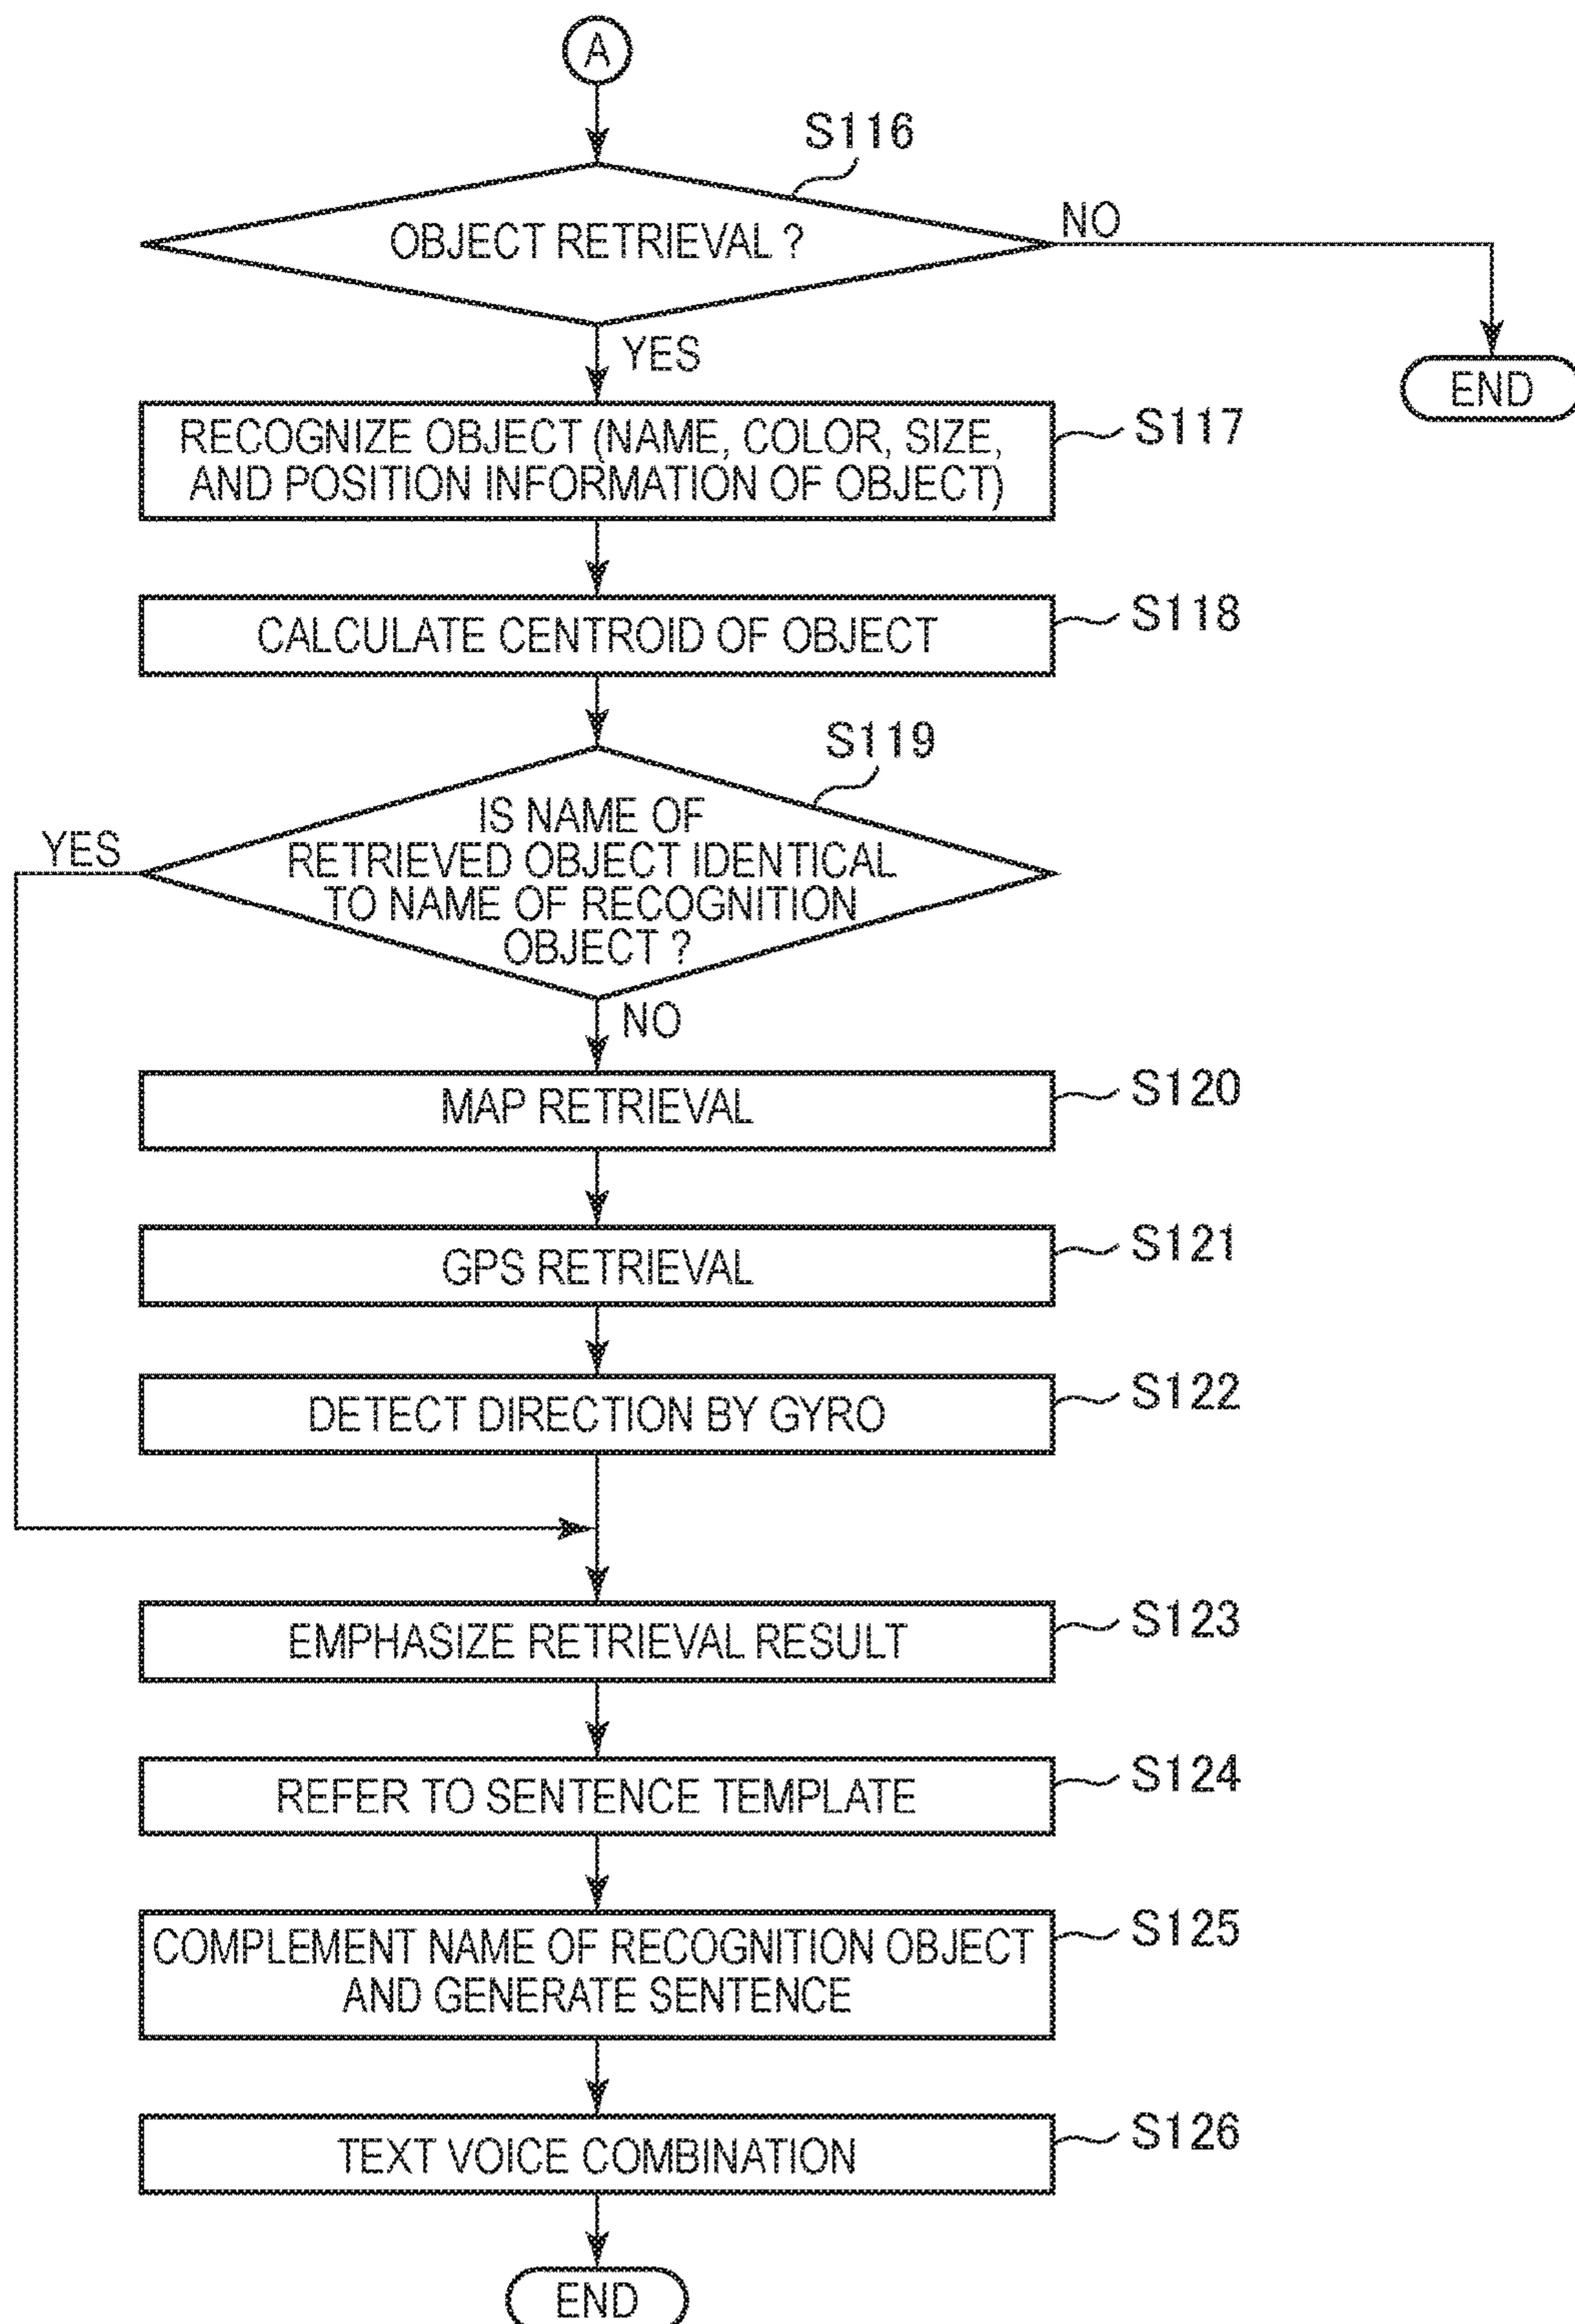 A
S116
OBJECT RETRIEVAL ?
NO
YES
END
RECOGNIZE OBJECT (NAME, COLOR, SIZE,
AND POSITION INFORMATION OF OBJECT)
S117
CALCULATE CENTROID OF OBJECT
S118
S119
YES
IS NAME OF
RETRIEVED OBJECT IDENTICAL
TO NAME OF RECOGNITION
OBJECT ?
NO
MAP RETRIEVAL
S120
GPS RETRIEVAL
S121
DETECT DIRECTION BY GYRO
S122
EMPHASIZE RETRIEVAL RESULT
S123
REFER TO SENTENCE TEMPLATE
S124
COMPLEMENT NAME OF RECOGNITION OBJECT
AND GENERATE SENTENCE
S125
TEXT VOICE COMBINATION
S126
END